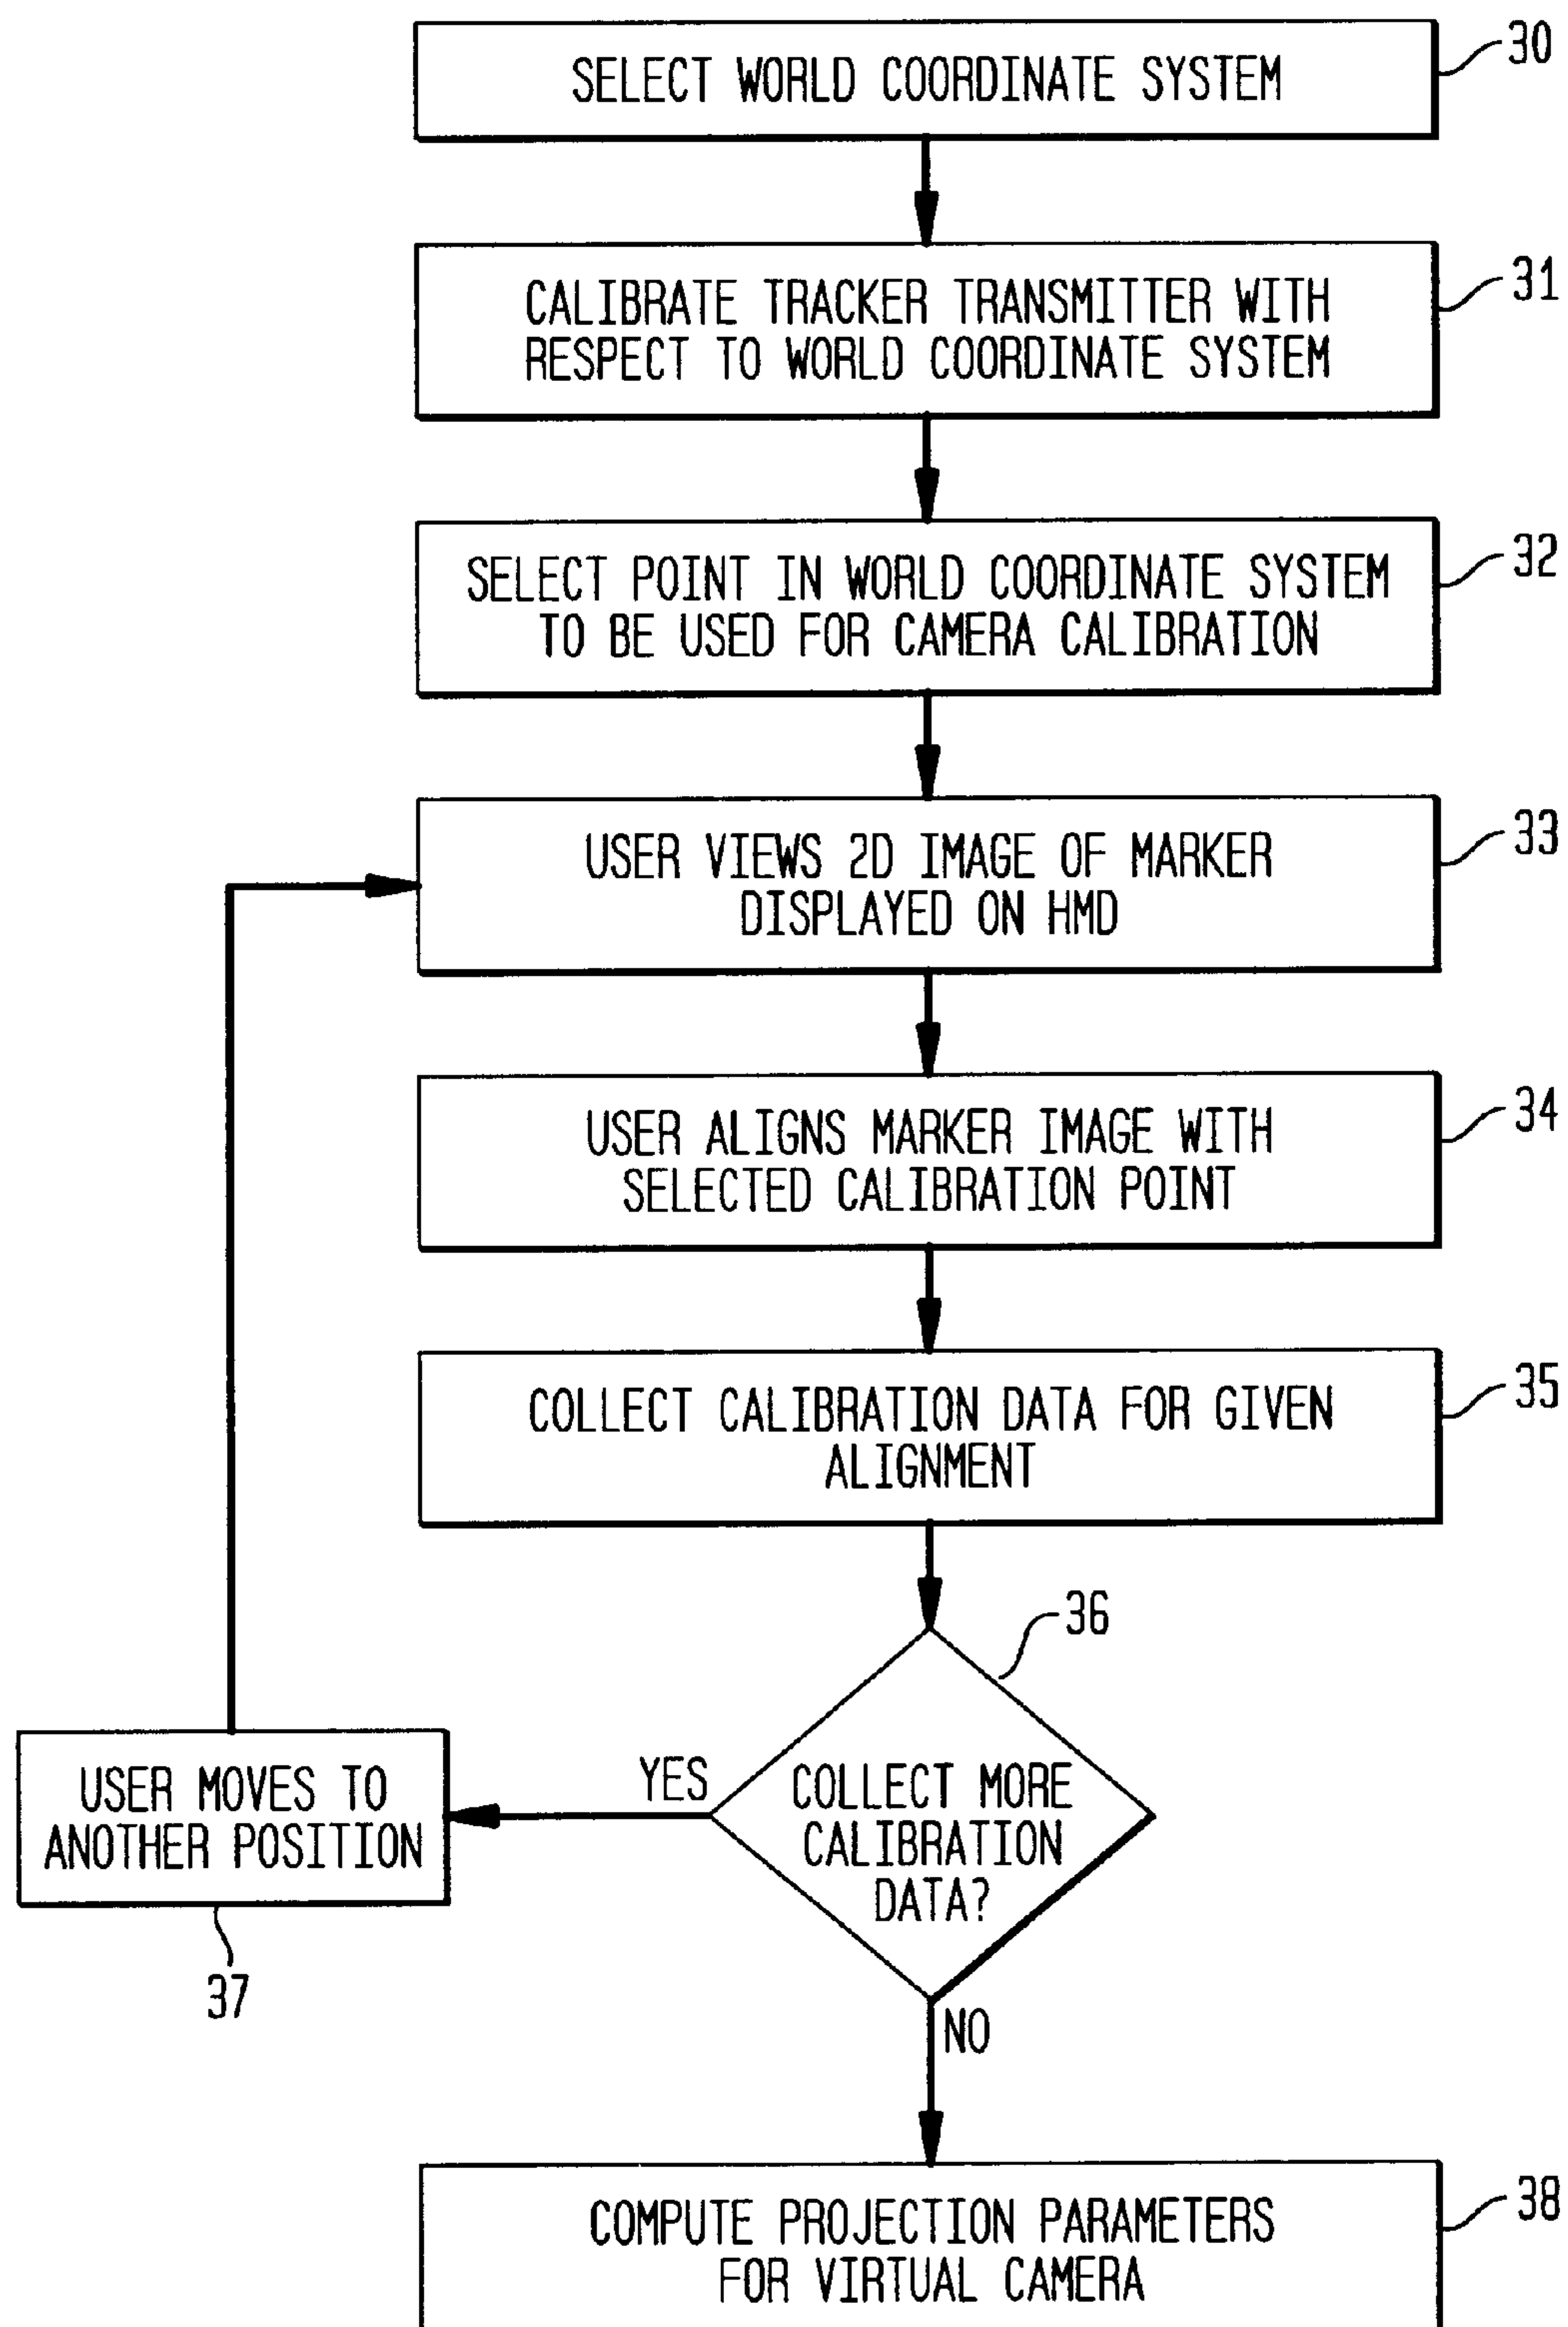 SELECT WORLD COORDINATE SYSTEM
30
CALIBRATE TRACKER TRANSMITTER WITH
RESPECT TO WORLD COORDINATE SYSTEM
31
SELECT POINT IN WORLD COORDINATE SYSTEM
TO BE USED FOR CAMERA CALIBRATION
32
USER VIEWS 2D IMAGE OF MARKER
DISPLAYED ON HMD
33
USER ALIGNS MARKER IMAGE WITH
SELECTED CALIBRATION POINT
34
COLLECT CALIBRATION DATA FOR GIVEN
ALIGNMENT
35
36
COLLECT MORE
CALIBRATION
DATA?
YES
USER MOVES TO
ANOTHER POSITION
37
NO
COMPUTE PROJECTION PARAMETERS
FOR VIRTUAL CAMERA
38